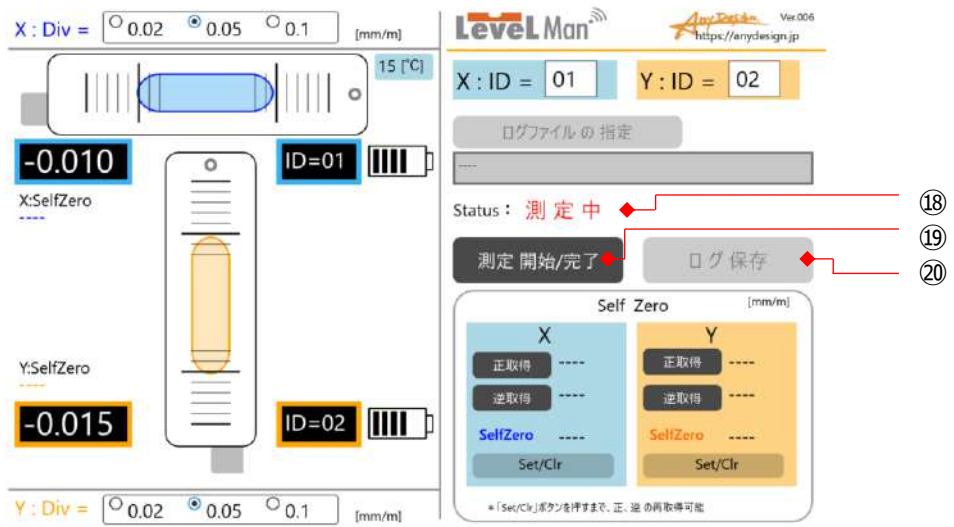 X : Div = 0.02 0.05 0.1 [mm/m]
15 [℃]
-0.010
ID=01
X:SelfZero
----
Y:SelfZero
----
-0.015
ID=02
Y : Div = 0.02 0.05 0.1 [mm/m]
LeveL Man
AnyDesign Ver.006
https://anydesign.jp
X : ID = 01 Y : ID = 02
ログファイル の 指定
----
Status : 測 定 中
⑱
⑲
⑳
測定 開始/完了 ログ 保存
Self Zero [mm/m]
X Y
正取得 ---- 正取得 ----
逆取得 ---- 逆取得 ----
SelfZero ---- SelfZero ----
Set/Clr Set/Clr
*「Set/Clr」ボタンを押すまで、正、逆 の再取得可能